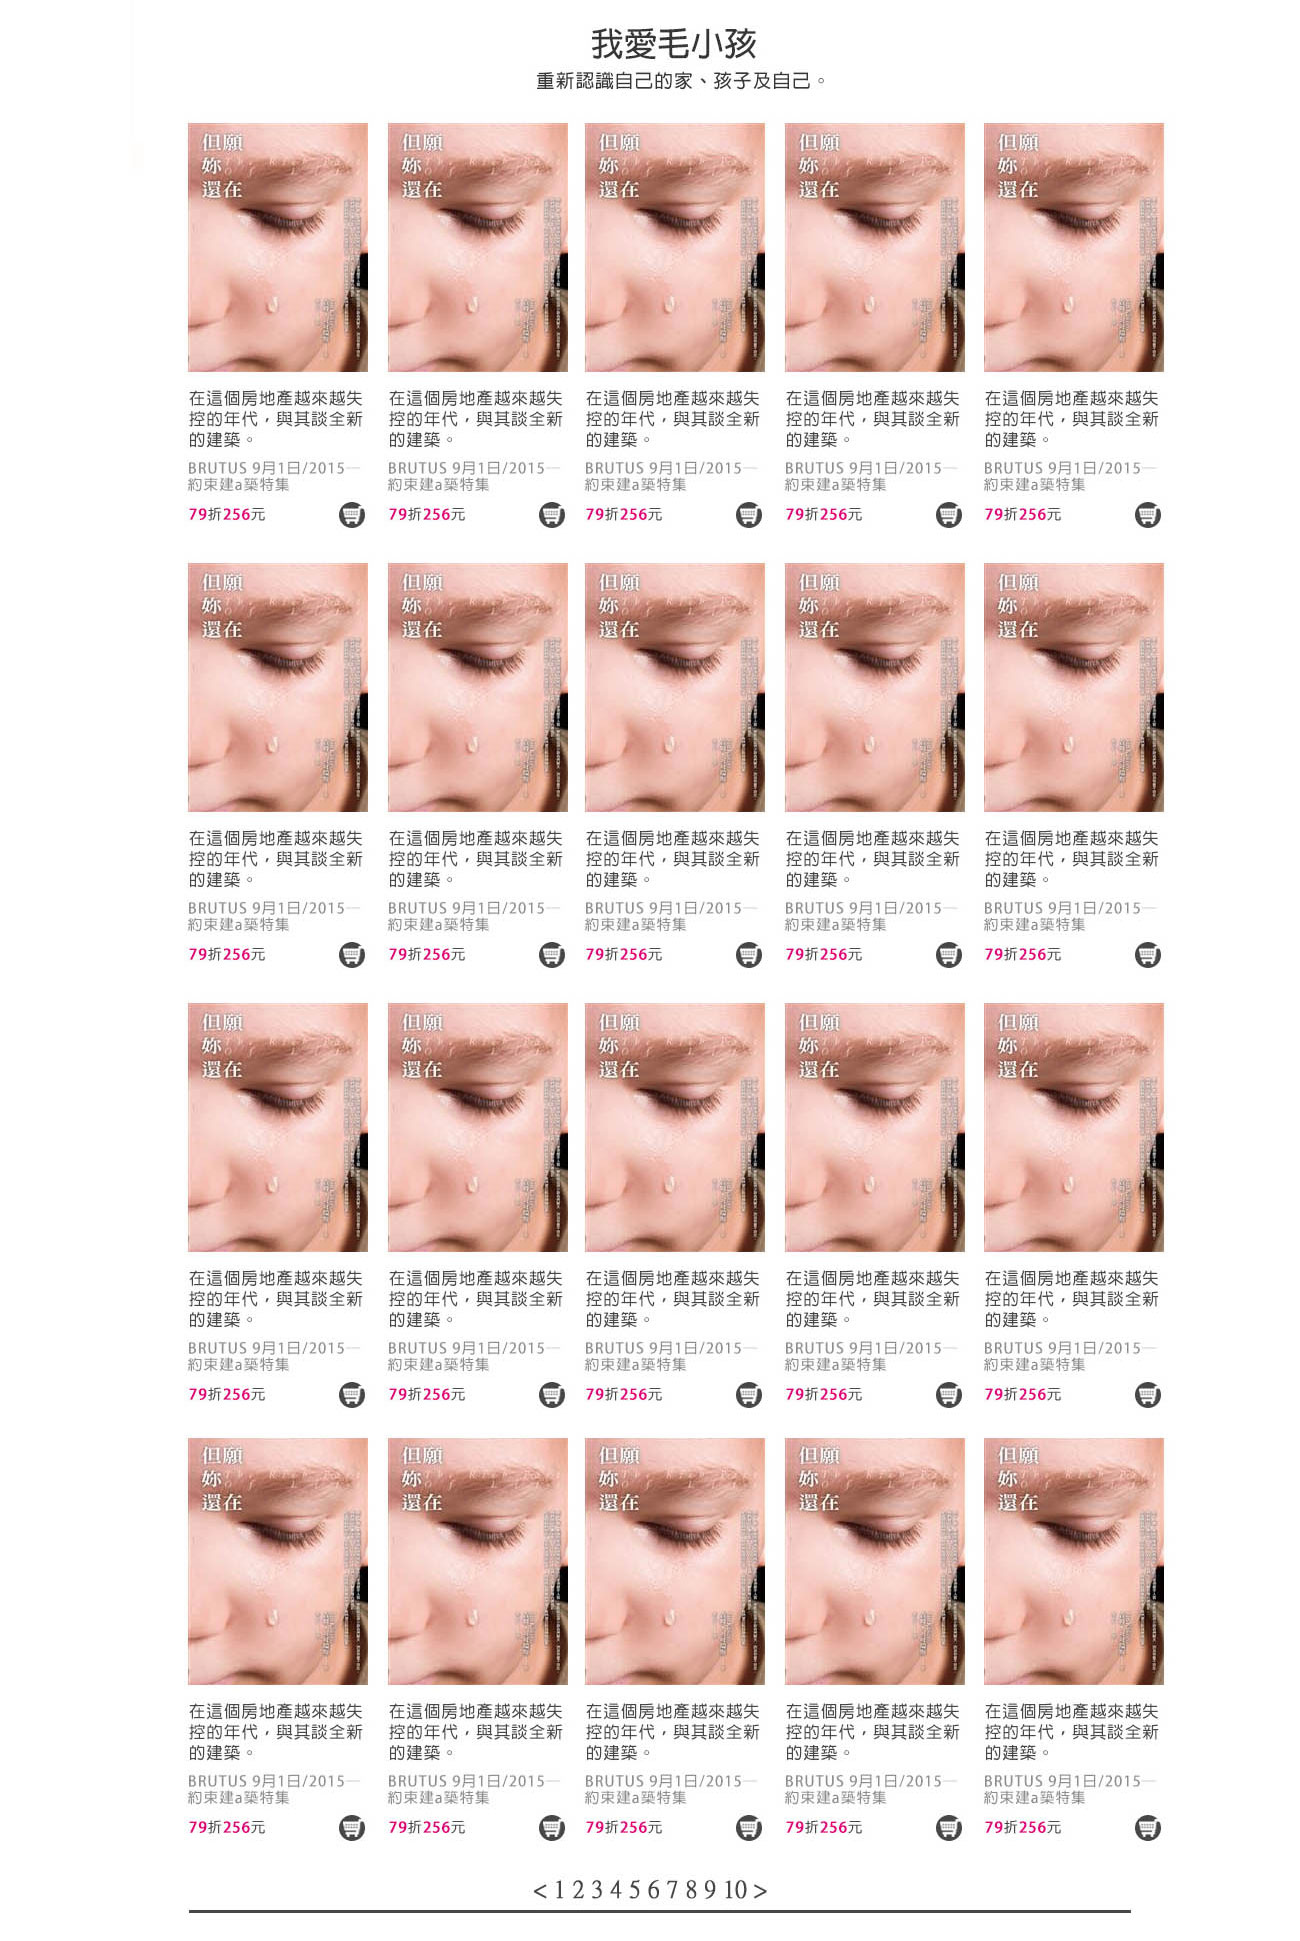 我愛毛小孩
重新認識自己的家、孩子及自己。
但願
妳
還在
在這個房地產越來越失
控的年代，與其談全新
的建築。
BRUTUS 9月1日/2015—
約束建a築特集
79折256元
但願
妳
還在
在這個房地產越來越失
控的年代，與其談全新
的建築。
BRUTUS 9月1日/2015—
約束建a築特集
79折256元
但願
妳
還在
在這個房地產越來越失
控的年代，與其談全新
的建築。
BRUTUS 9月1日/2015—
約束建a築特集
79折256元
但願
妳
還在
在這個房地產越來越失
控的年代，與其談全新
的建築。
BRUTUS 9月1日/2015—
約束建a築特集
79折256元
但願
妳
還在
在這個房地產越來越失
控的年代，與其談全新
的建築。
BRUTUS 9月1日/2015—
約束建a築特集
79折256元
但願
妳
還在
在這個房地產越來越失
控的年代，與其談全新
的建築。
BRUTUS 9月1日/2015—
約束建a築特集
79折256元
但願
妳
還在
在這個房地產越來越失
控的年代，與其談全新
的建築。
BRUTUS 9月1日/2015—
約束建a築特集
79折256元
但願
妳
還在
在這個房地產越來越失
控的年代，與其談全新
的建築。
BRUTUS 9月1日/2015—
約束建a築特集
79折256元
但願
妳
還在
在這個房地產越來越失
控的年代，與其談全新
的建築。
BRUTUS 9月1日/2015—
約束建a築特集
79折256元
但願
妳
還在
在這個房地產越來越失
控的年代，與其談全新
的建築。
BRUTUS 9月1日/2015—
約束建a築特集
79折256元
但願
妳
還在
在這個房地產越來越失
控的年代，與其談全新
的建築。
BRUTUS 9月1日/2015—
約束建a築特集
79折256元
但願
妳
還在
在這個房地產越來越失
控的年代，與其談全新
的建築。
BRUTUS 9月1日/2015—
約束建a築特集
79折256元
但願
妳
還在
在這個房地產越來越失
控的年代，與其談全新
的建築。
BRUTUS 9月1日/2015—
約束建a築特集
79折256元
但願
妳
還在
在這個房地產越來越失
控的年代，與其談全新
的建築。
BRUTUS 9月1日/2015—
約束建a築特集
79折256元
但願
妳
還在
在這個房地產越來越失
控的年代，與其談全新
的建築。
BRUTUS 9月1日/2015—
約束建a築特集
79折256元
但願
妳
還在
在這個房地產越來越失
控的年代，與其談全新
的建築。
BRUTUS 9月1日/2015—
約束建a築特集
79折256元
但願
妳
還在
在這個房地產越來越失
控的年代，與其談全新
的建築。
BRUTUS 9月1日/2015—
約束建a築特集
79折256元
但願
妳
還在
在這個房地產越來越失
控的年代，與其談全新
的建築。
BRUTUS 9月1日/2015—
約束建a築特集
79折256元
但願
妳
還在
在這個房地產越來越失
控的年代，與其談全新
的建築。
BRUTUS 9月1日/2015—
約束建a築特集
79折256元
但願
妳
還在
在這個房地產越來越失
控的年代，與其談全新
的建築。
BRUTUS 9月1日/2015—
約束建a築特集
79折256元
< 1 2 3 4 5 6 7 8 9 10 >